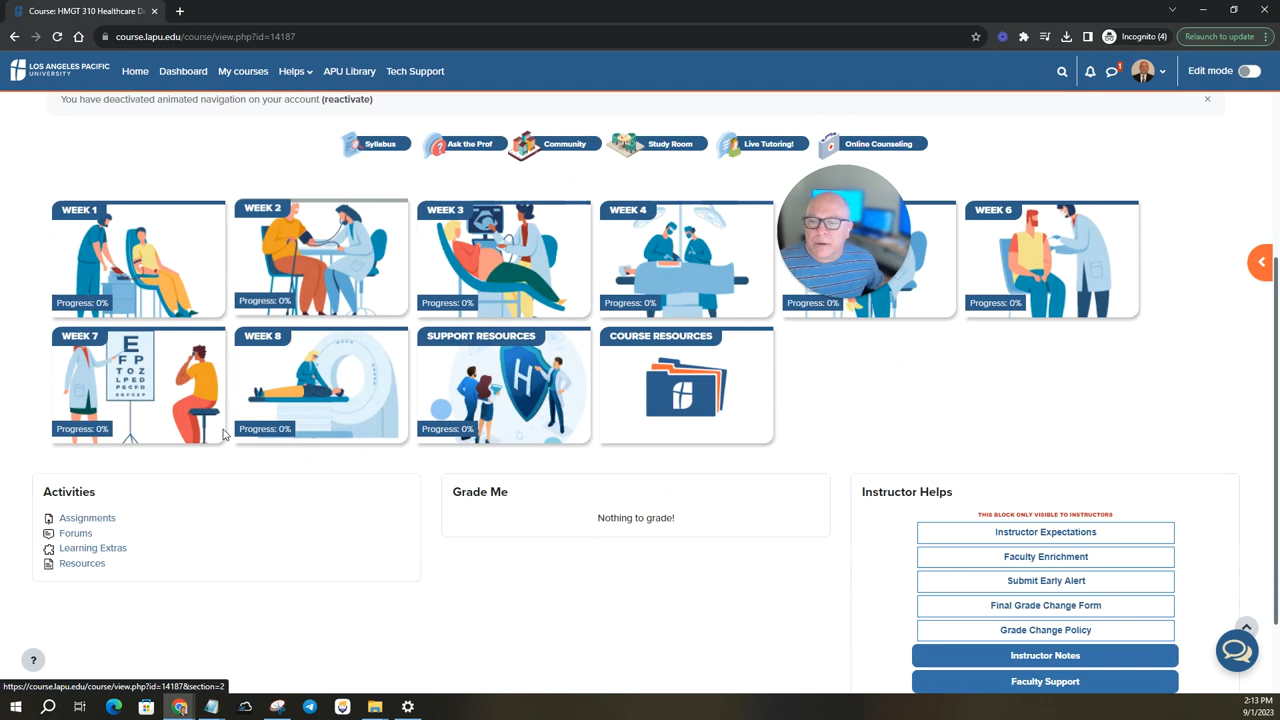 Course: HMGT 310 Healthcare De
course.lapu.edu/course/view.php?id=14187
Incognito (4)
Relaunch to update
LOS ANGELES PACIFIC
UNIVERSITY
Home
Dashboard
My courses
Helps
APU Library
Tech Support
1
Edit mode
You have deactivated animated navigation on your account (reactivate)
Syllabus
Ask the Prof
Community
Study Room
Live Tutoring!
Online Counseling
WEEK 1
WEEK 2
WEEK 3
WEEK 4
WEEK 6
Progress: 0%
Progress: 0%
Progress: 0%
Progress: 0%
Progress: 0%
Progress: 0%
WEEK 7
WEEK 8
SUPPORT RESOURCES
COURSE RESOURCES
E
F P
T O Z
L P E D
P E C F D
H
Progress: 0%
Progress: 0%
Progress: 0%
Activities
Assignments
Forums
Learning Extras
Resources
Grade Me
Nothing to grade!
Instructor Helps
THIS BLOCK ONLY VISIBLE TO INSTRUCTORS
Instructor Expectations
Faculty Enrichment
Submit Early Alert
Final Grade Change Form
Grade Change Policy
Instructor Notes
Faculty Support
?
https://course.lapu.edu/course/view.php?id=14187&section=2
2:13 PM
9/1/2023